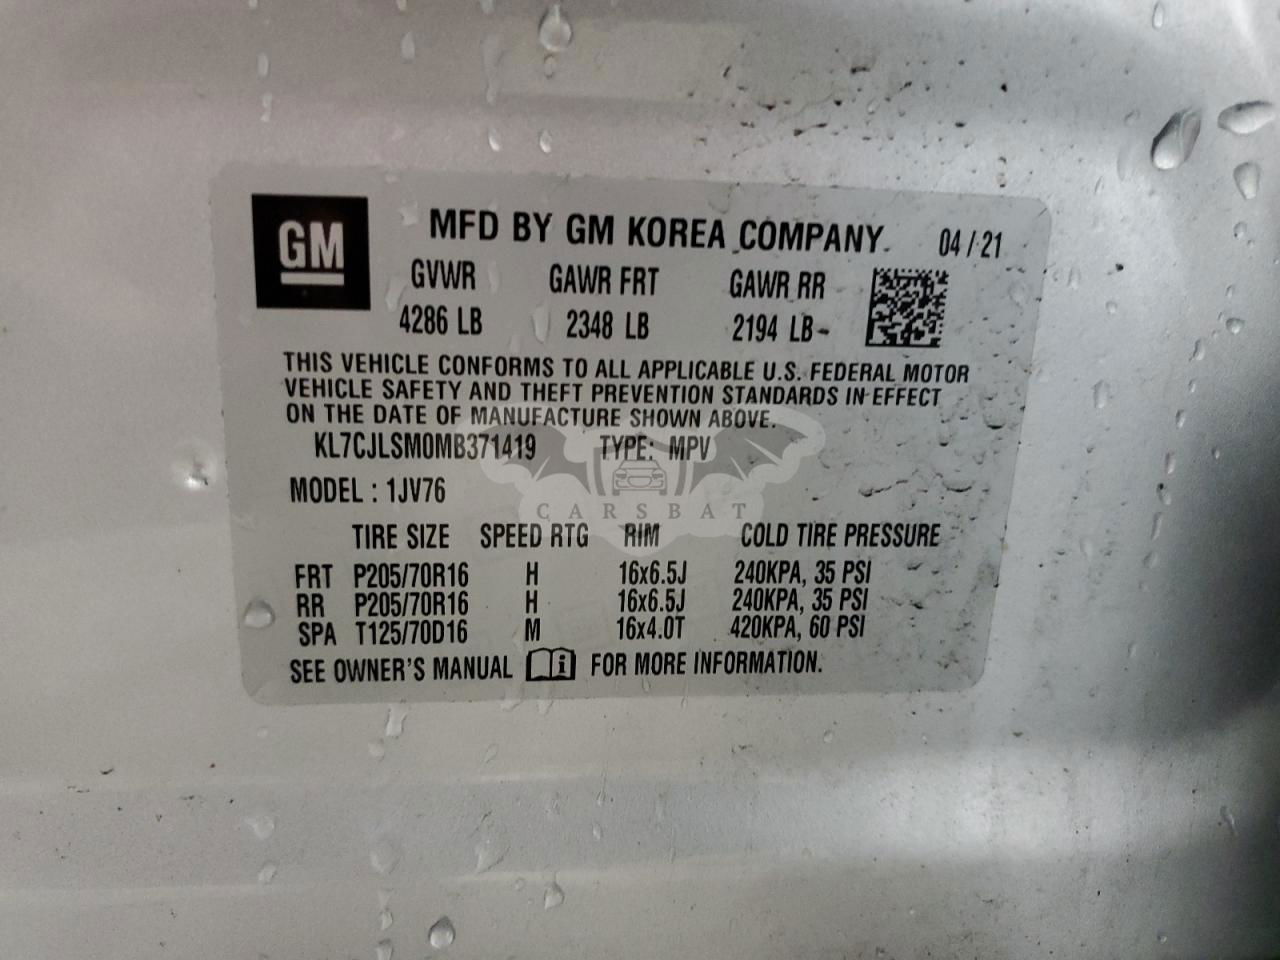 GM
MFD BY GM KOREA COMPANY 04 / 21
GVWR GAWR FRT GAWR RR
4286 LB 2348 LB 2194 LB
THIS VEHICLE CONFORMS TO ALL APPLICABLE U.S. FEDERAL MOTOR
VEHICLE SAFETY AND THEFT PREVENTION STANDARDS IN EFFECT
ON THE DATE OF MANUFACTURE SHOWN ABOVE.
KL7CJLSM0MB371419 TYPE: MPV
MODEL : 1JV76
CARSBAT
TIRE SIZE SPEED RTG RIM COLD TIRE PRESSURE
FRT P205/70R16 H 16x6.5J 240KPA, 35 PSI
RR P205/70R16 H 16x6.5J 240KPA, 35 PSI
SPA T125/70D16 M 16x4.0T 420KPA, 60 PSI
SEE OWNER'S MANUAL i FOR MORE INFORMATION.